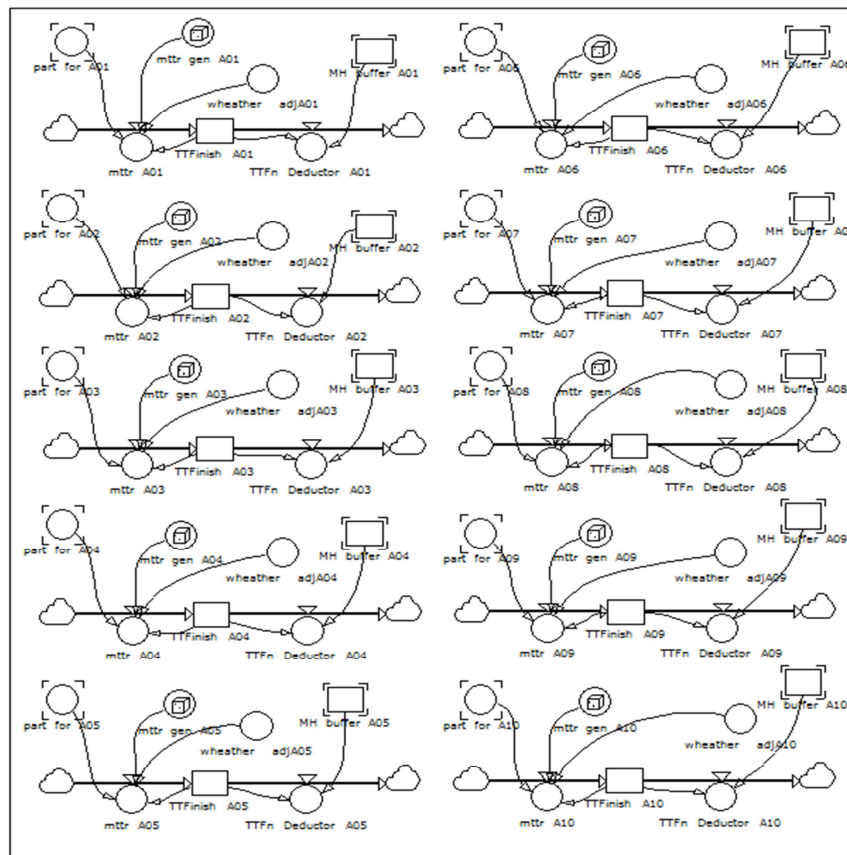 part for A01
mttr gen A01
MH buffer A01
wheather adjA01
TTFinish A01
mttr A01
TTFn Deductor A01
part for A06
mttr gen A06
MH buffer A06
wheather adjA06
TTFinish A06
mttr A06
TTFn Deductor A06
part for A02
mttr gen A02
MH buffer A02
wheather adjA02
TTFinish A02
mttr A02
TTFn Deductor A02
part for A07
mttr gen A07
MH buffer A0
wheather adjA07
TTFinish A07
mttr A07
TTFn Deductor A07
part for A03
mttr gen A03
MH buffer A03
wheather adjA03
TTFinish A03
mttr A03
TTFn Deductor A03
part for A08
mttr gen A08
MH buffer A08
wheather adjA08
TTFinish A08
mttr A08
TTFn Deductor A08
part for A04
mttr gen A04
MH buffer A04
wheather adjA04
TTFinish A04
mttr A04
TTFn Deductor A04
part for A09
mttr gen A09
MH buffer A09
wheather adjA09
TTFinish A09
mttr A09
TTFn Deductor A09
part for A05
mttr gen A05
MH buffer A05
wheather adjA05
TTFinish A05
mttr A05
TTFn Deductor A05
part for A10
mttr gen A10
MH buffer A10
wheather adjA10
TTFinish A10
mttr A10
TTFn Deductor A10